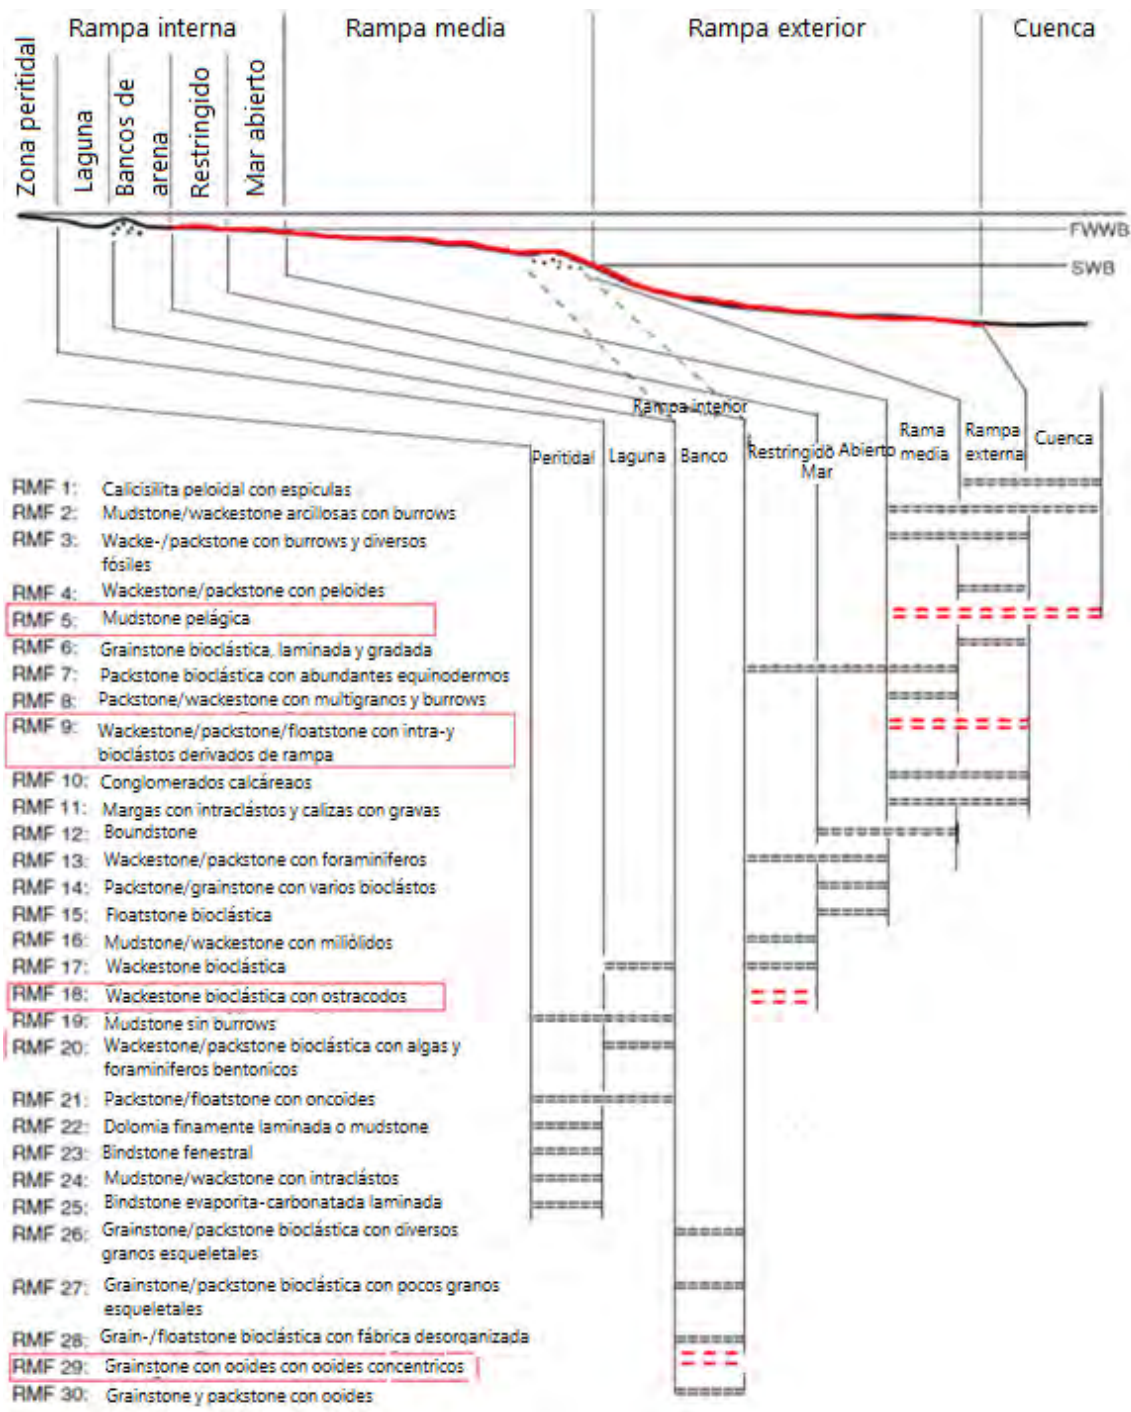 Rampa interna
Rampa media
Rampa exterior
Cuenca
Zona peritidal
Laguna
Bancos de
arena
Restringido
Mar abierto
FWWB
SWB
Rampa interior
Peritidal
Laguna
Banco
Restringido
Mar
Abierto
Rama
media
Rampa
externa
Cuenca
RMF 1: Calicisilita peloidal con espiculas
RMF 2: Mudstone/wackestone arcillosas con burrows
RMF 3: Wacke-/packstone con burrows y diversos
fósiles
RMF 4: Wackestone/packstone con peloides
RMF 5: Mudstone pelágica
RMF 6: Grainstone bioclástica, laminada y gradada
RMF 7: Packstone bioclástica con abundantes equinodermos
RMF 8: Packstone/wackestone con multigranos y burrows
RMF 9: Wackestone/packstone/floatstone con intra-y
bioclástos derivados de rampa
RMF 10: Conglomerados calcáreaos
RMF 11: Margas con intraclástos y calizas con gravas
RMF 12: Boundstone
RMF 13: Wackestone/packstone con foraminiferos
RMF 14: Packstone/grainstone con varios bioclástos
RMF 15: Floatstone bioclástica
RMF 16: Mudstone/wackestone con miliólidos
RMF 17: Wackestone bioclástica
RMF 18: Wackestone bioclástica con ostracodos
RMF 19: Mudstone sin burrows
RMF 20: Wackestone/packstone bioclástica con algas y
foraminiferos bentonicos
RMF 21: Packstone/floatstone con oncoides
RMF 22: Dolomia finamente laminada o mudstone
RMF 23: Bindstone fenestral
RMF 24: Mudstone/wackstone con intraclástos
RMF 25: Bindstone evaporita-carbonatada laminada
RMF 26: Grainstone/packstone bioclástica con diversos
granos esqueletales
RMF 27: Grainstone/packstone bioclástica con pocos granos
esqueletales
RMF 28: Grain-/floatstone bioclástica con fábrica desorganizada
RMF 29: Grainstone con ooides con ooides concentricos
RMF 30: Grainstone y packstone con ooides